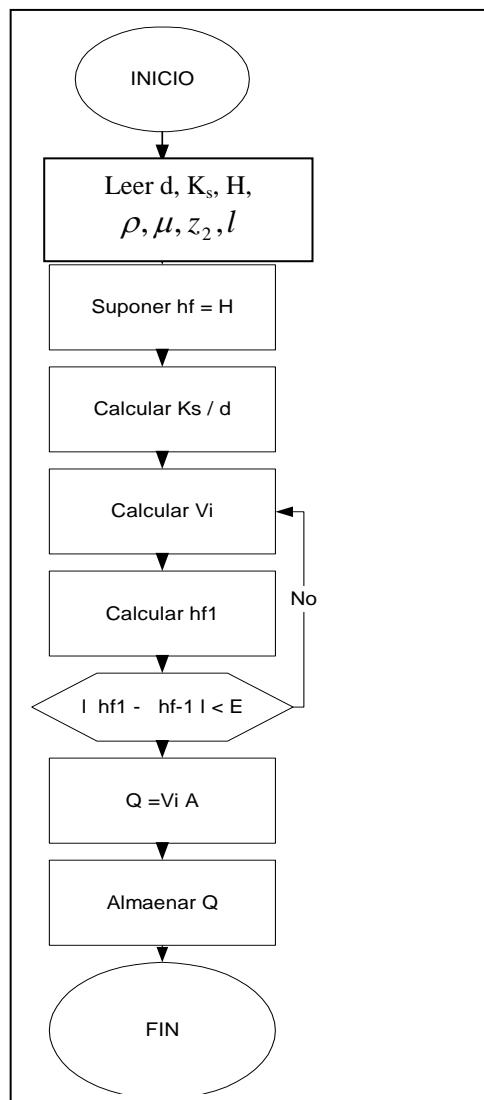 INICIO
Leer d, Kₛ, H,
ρ, μ, z₂, l
Suponer hf = H
Calcular Ks / d
Calcular Vi
Calcular hf1
No
l hf1 - hf-1 l < E
Q =Vi A
Almaenar Q
FIN